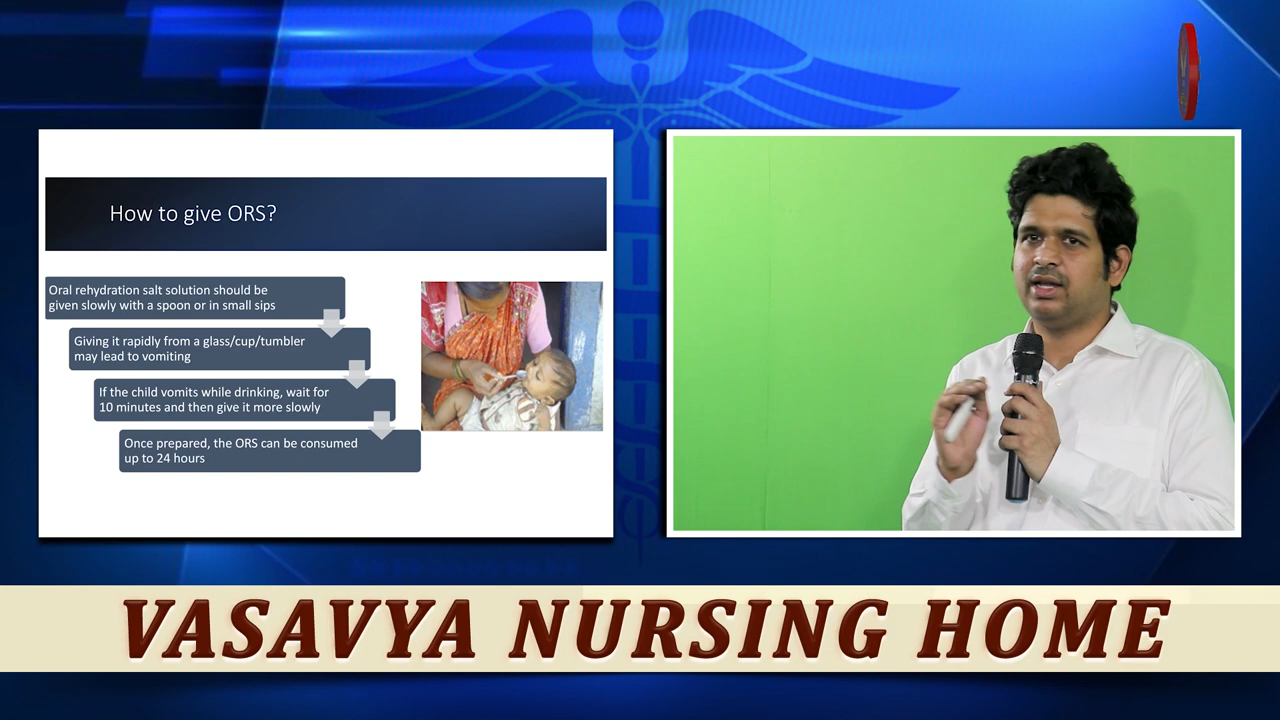 How to give ORS?
Oral rehydration salt solution should be
given slowly with a spoon or in small sips
Giving it rapidly from a glass/cup/tumbler
may lead to vomiting
If the child vomits while drinking, wait for
10 minutes and then give it more slowly
Once prepared, the ORS can be consumed
up to 24 hours
VASAVYA NURSING HOME